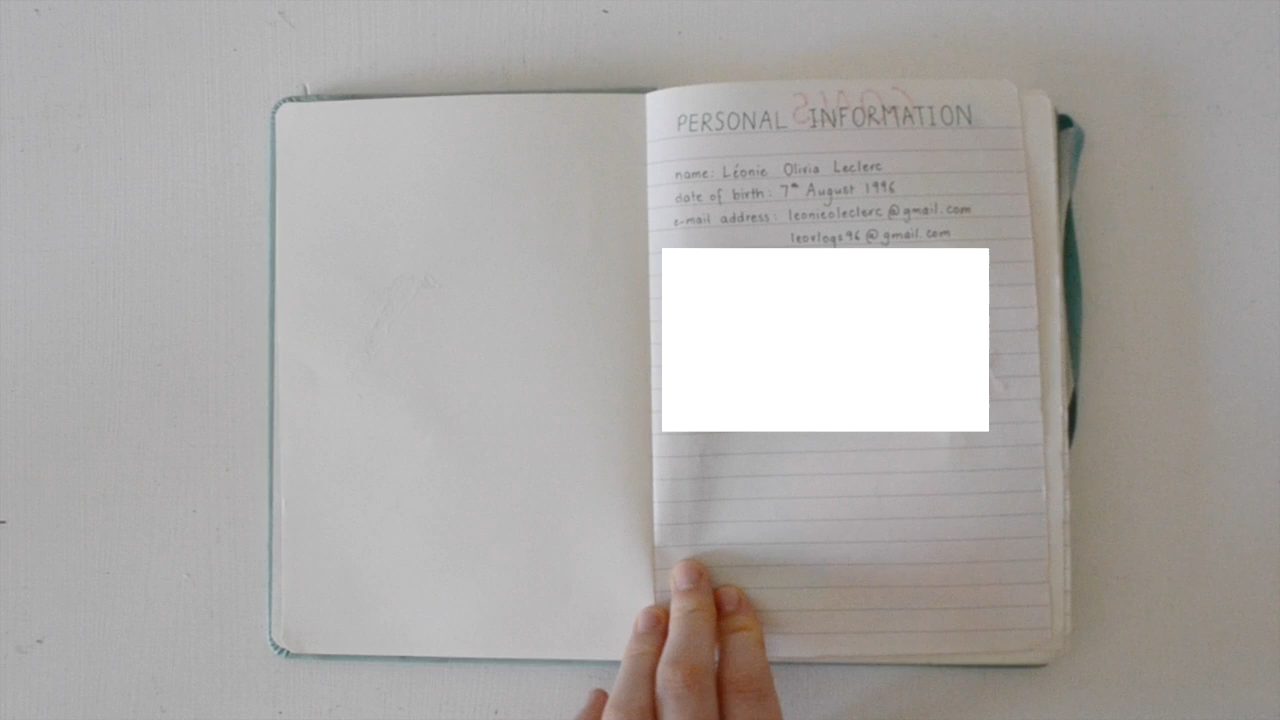 PERSONAL INFORMATION
name: Léonie Olivia Leclerc
date of birth: 7th August 1996
e-mail address: leonieoleclerc@gmail.com
leovlogs96@gmail.com